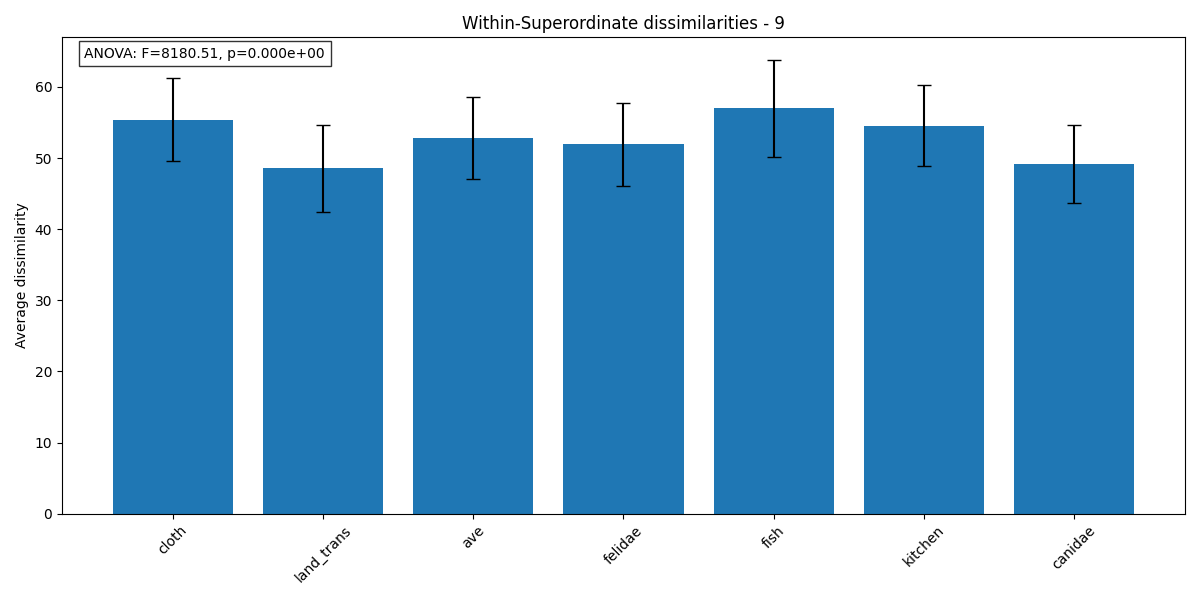 Within-Superordinate dissimilarities - 9
ANOVA: F=8180.51, p=0.000e+00
Average dissimilarity
60
50
40
30
20
10
0
cloth
land_trans
ave
felidae
fish
kitchen
canidae